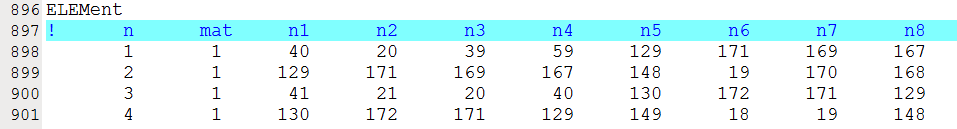 896 ELEMent
897 ! n mat n1 n2 n3 n4 n5 n6 n7 n8
898 1 1 40 20 39 59 129 171 169 167
899 2 1 129 171 169 167 148 19 170 168
900 3 1 41 21 20 40 130 172 171 129
901 4 1 130 172 171 129 149 18 19 148